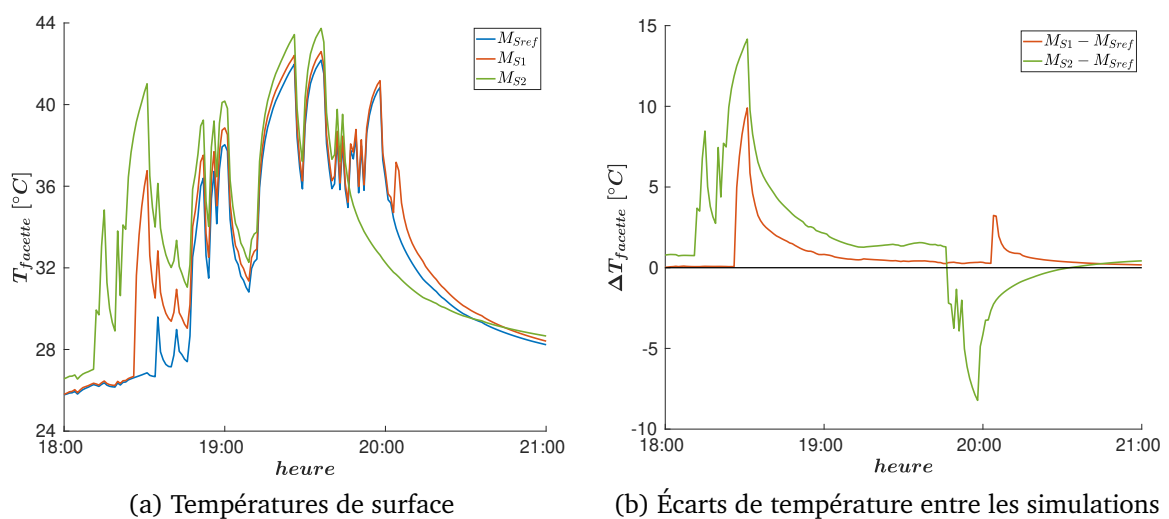 44
40
36
32
28
24
T_facette [°C]
M_Sref
M_S1
M_S2
18:00 19:00 20:00 21:00
heure
(a) Températures de surface
15
10
5
0
-5
-10
ΔT_facette [°C]
M_S1 − M_Sref
M_S2 − M_Sref
18:00 19:00 20:00 21:00
heure
(b) Écarts de température entre les simulations